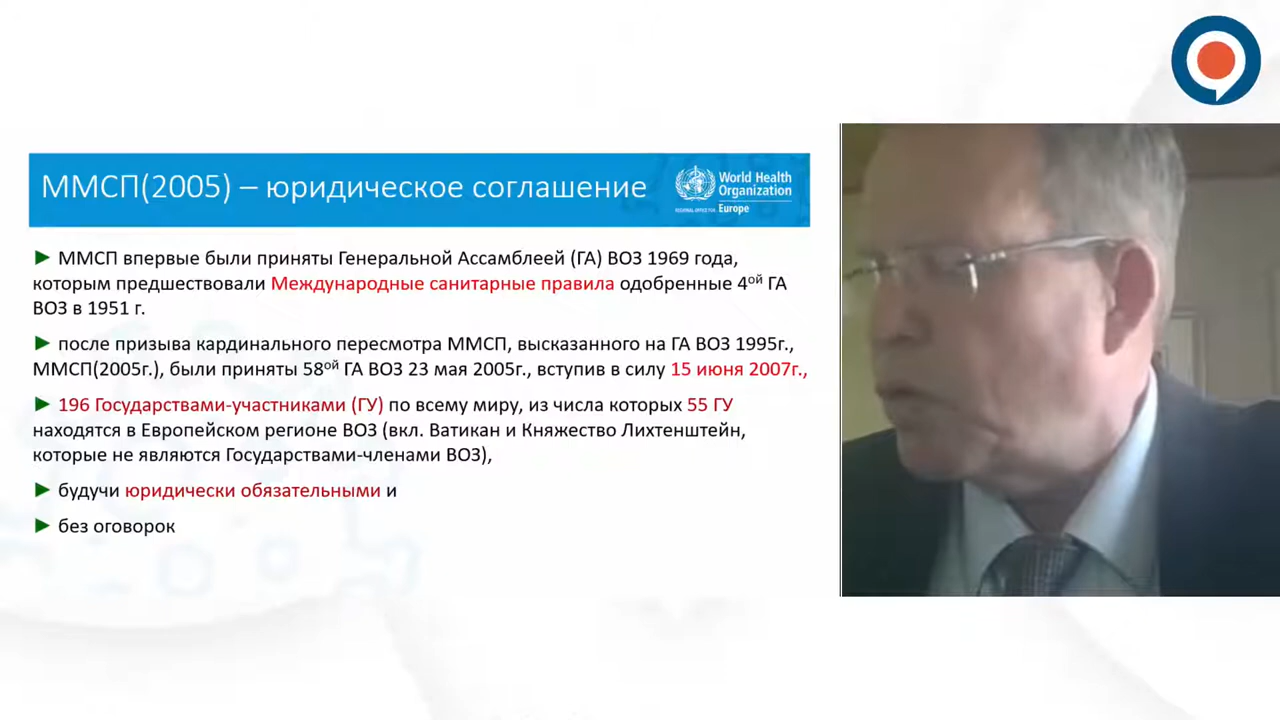 ММСП(2005) – юридическое соглашение
World Health
Organization
REGIONAL OFFICE FOR Europe
► ММСП впервые были приняты Генеральной Ассамблеей (ГА) ВОЗ 1969 года,
которым предшествовали Международные санитарные правила одобренные 4ой ГА
ВОЗ в 1951 г.
► после призыва кардинального пересмотра ММСП, высказанного на ГА ВОЗ 1995г.,
ММСП(2005г.), были приняты 58ой ГА ВОЗ 23 мая 2005г., вступив в силу 15 июня 2007г.,
► 196 Государствами-участниками (ГУ) по всему миру, из числа которых 55 ГУ
находятся в Европейском регионе ВОЗ (вкл. Ватикан и Княжество Лихтенштейн,
которые не являются Государствами-членами ВОЗ),
► будучи юридически обязательными и
► без оговорок